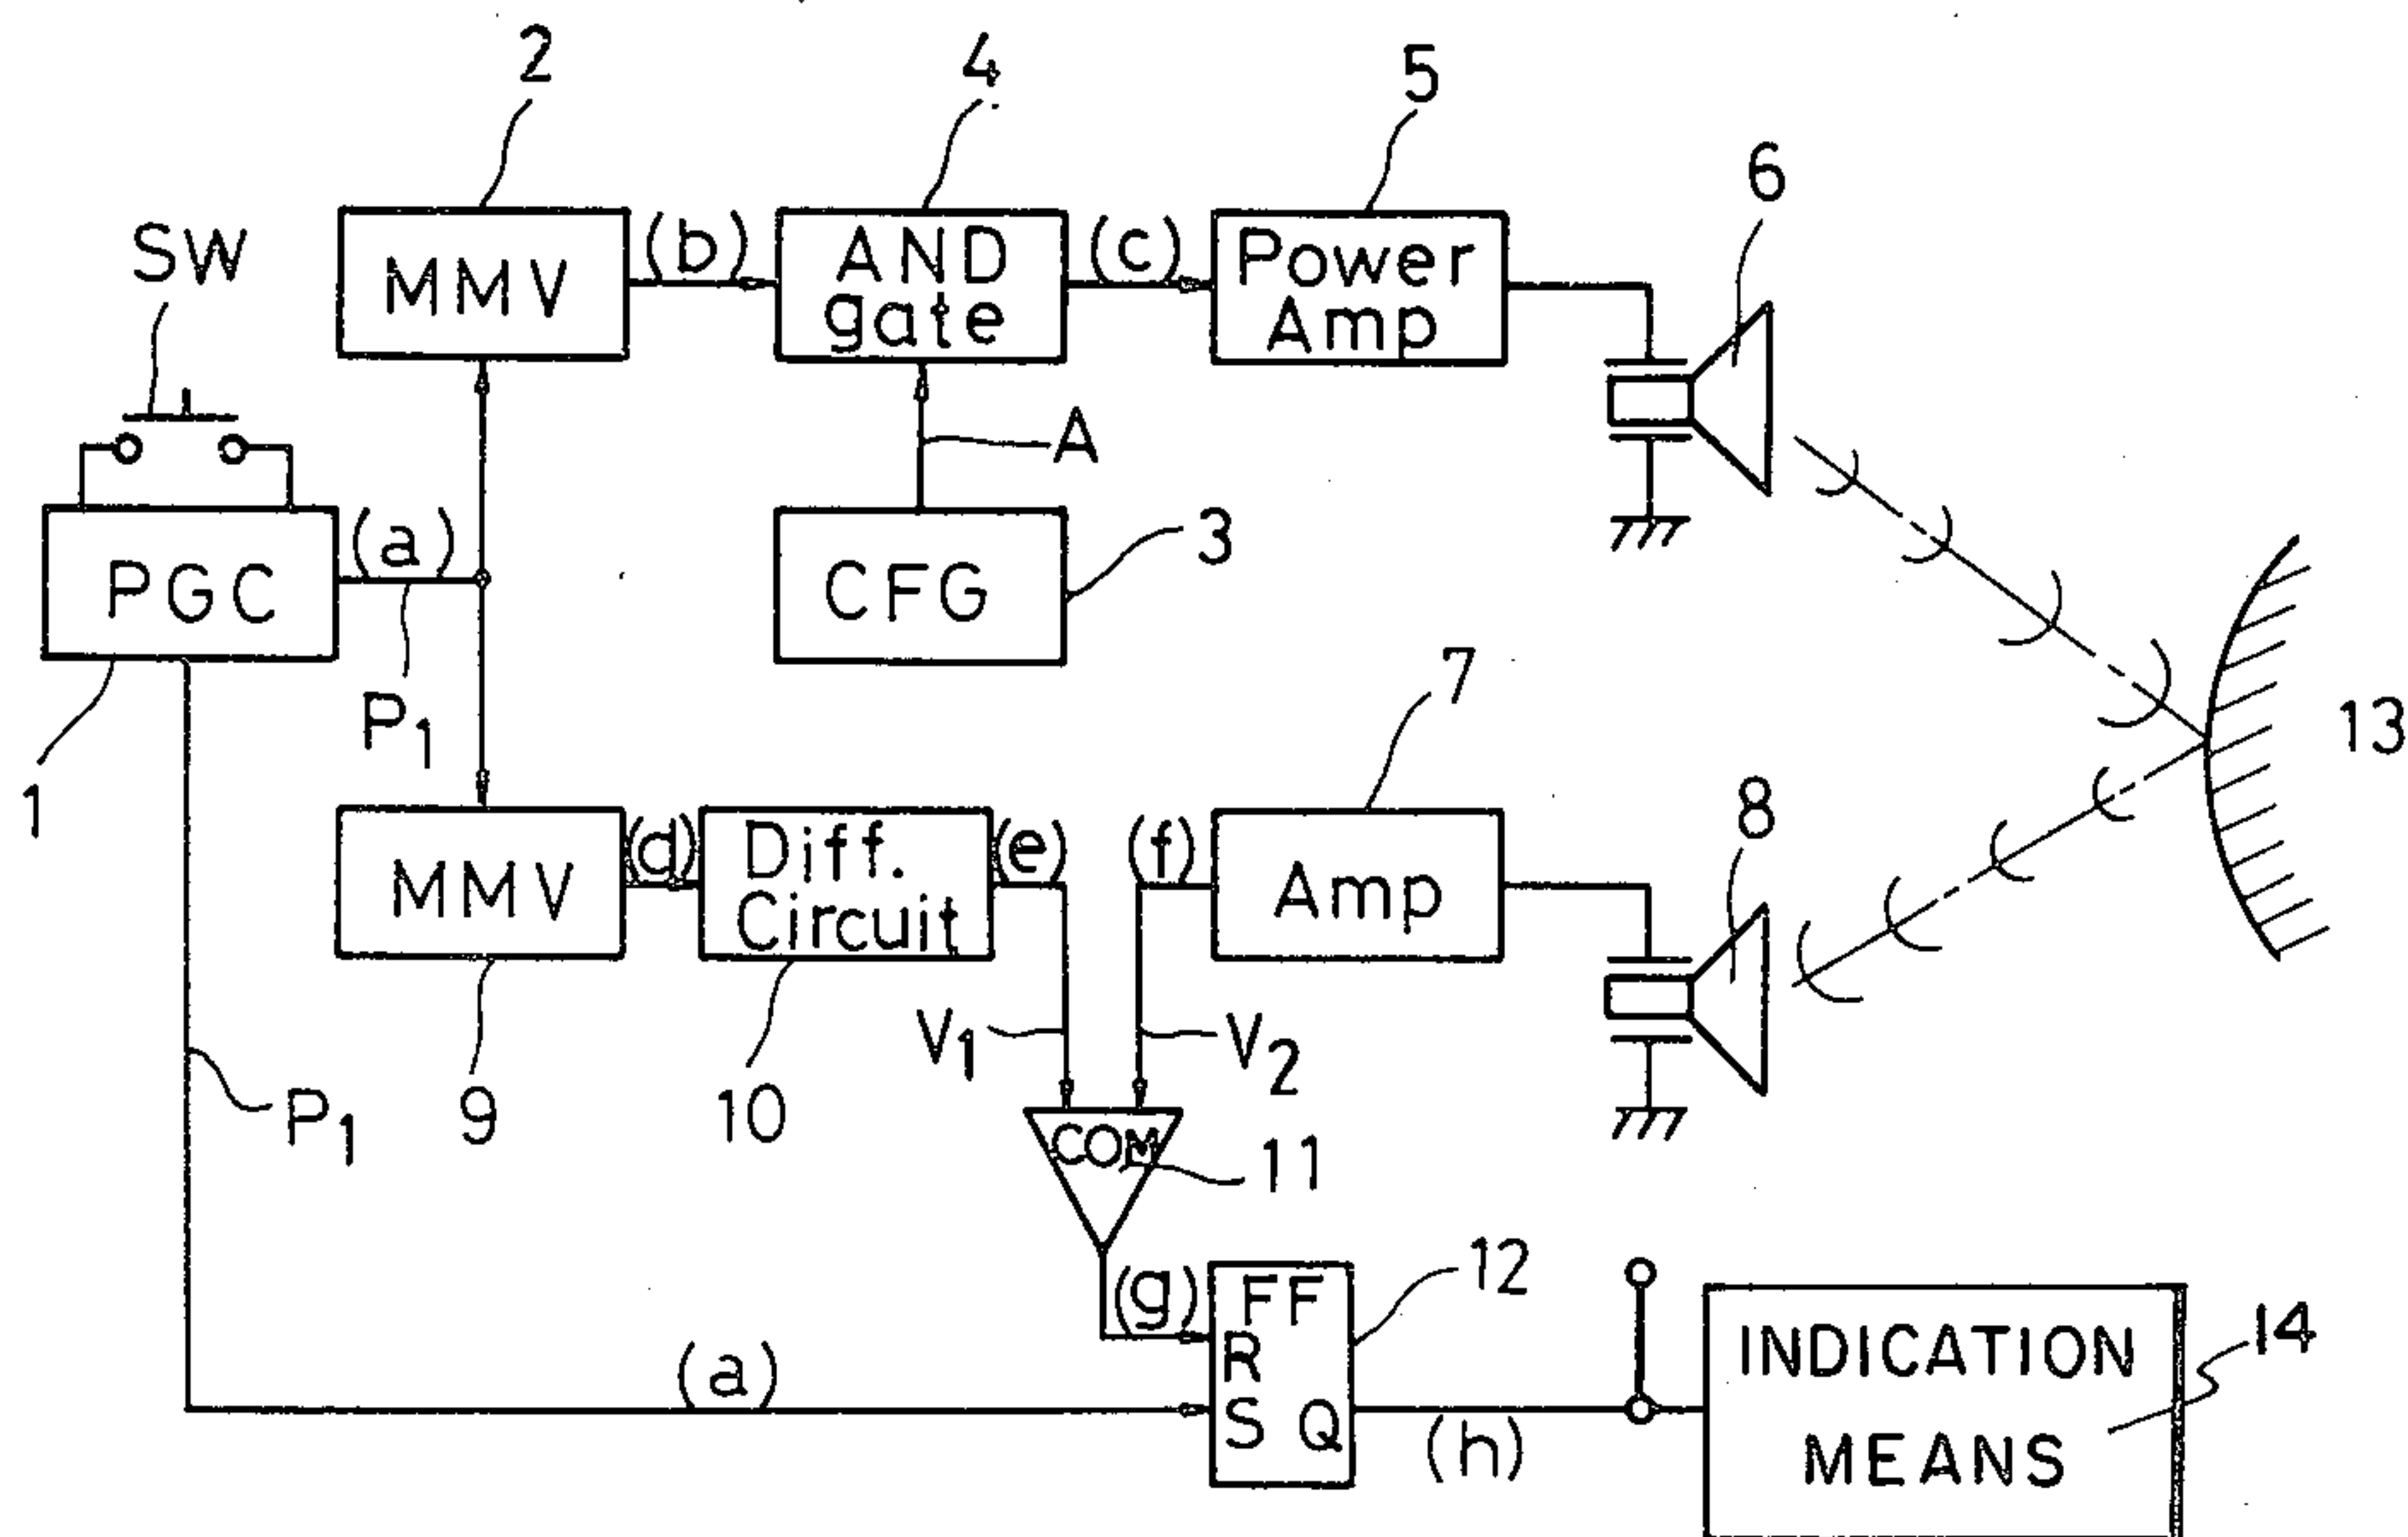 2
4
5
6
SW
MMV
(b)
AND
gate
(c)
Power
Amp
A
PGC
(a)
CFG
3
P1
1
7
13
8
MMV
(d)
Diff.
Circuit
(e)
(f)
Amp
V1
V2
P1
9
10
COM
11
(g)
FF
R
S Q
12
(a)
(h)
INDICATION
MEANS
14